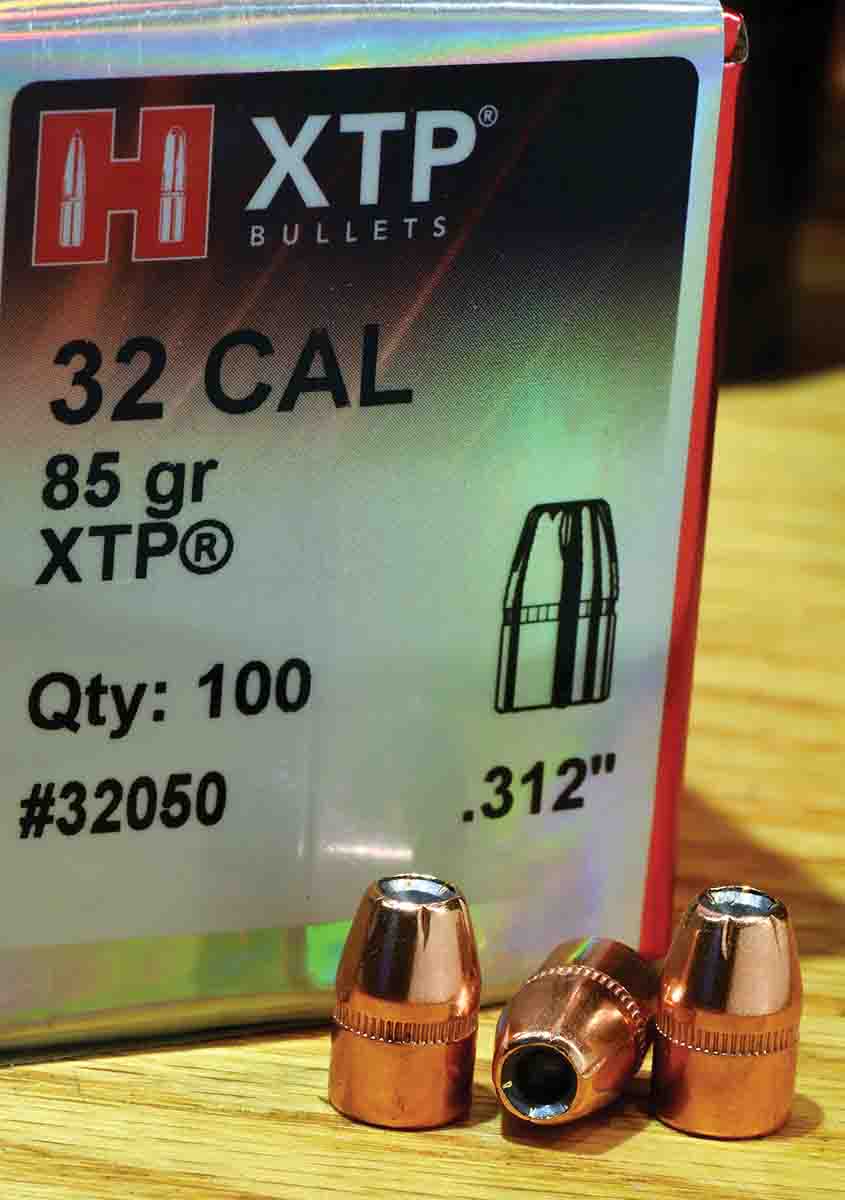 H XTP®
BULLETS
32 CAL
85 gr
XTP®
Qty: 100
#32050
.312"